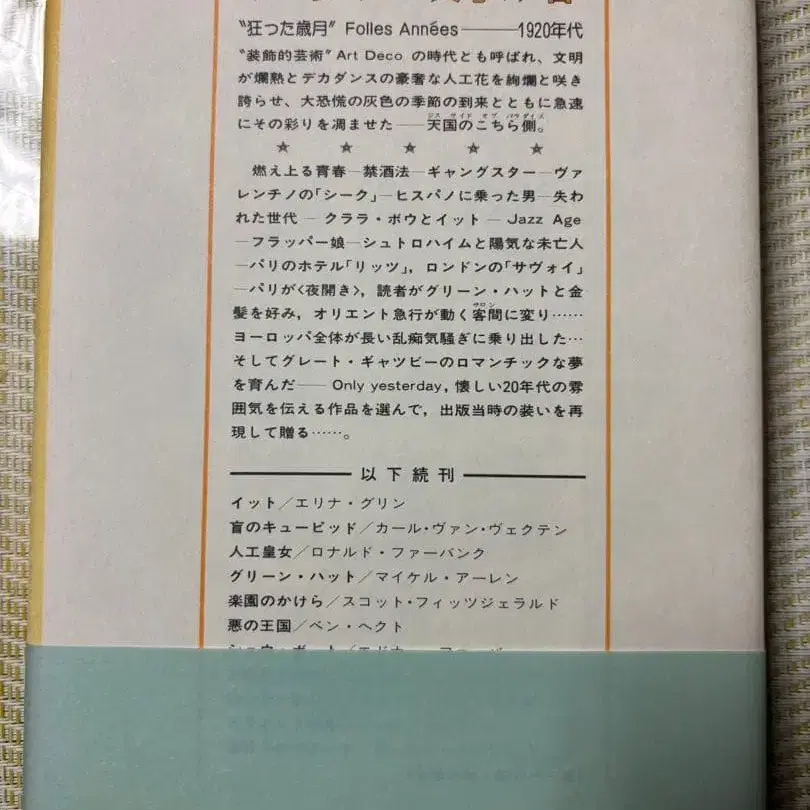 "狂った歳月" Folles Années——1920年代
"装飾的芸術" Art Deco の時代とも呼ばれ、文明
が爛熟とデカダンスの豪奢な人工花を絢爛と咲き
誇らせ、大恐慌の灰色の季節の到来とともに急速
にその彩りを凋ませた——天国のこちら側。
☆ ☆ ☆ ☆ ☆
燃え上る青春—禁酒法—ギャングスター—ヴァ
レンチノの「シーク」—ヒスパノに乗った男—失わ
れた世代 — クララ・ボウとイット — Jazz Age
—フラッパー娘—シュトロハイムと陽気な未亡人
—パリのホテル「リッツ」, ロンドンの「サヴォイ」
—パリが〈夜開き〉, 読者がグリーン・ハットと金
髪を好み, オリエント急行が動く客間に変り……
ヨーロッパ全体が長い乱痴気騒ぎに乗り出した…
そしてグレート・ギャツビーのロマンチックな夢
を育んだ—— Only yesterday, 懐しい20年代の雰
囲気を伝える作品を選んで, 出版当時の装いを再
現して贈る……。
以下続刊
イット／エリナ・グリン
盲のキューピッド／カール・ヴァン・ヴェクテン
人工皇女／ロナルド・ファーバンク
グリーン・ハット／マイケル・アーレン
楽園のかけら／スコット・フィッツジェラルド
悪の王国／ベン・ヘクト